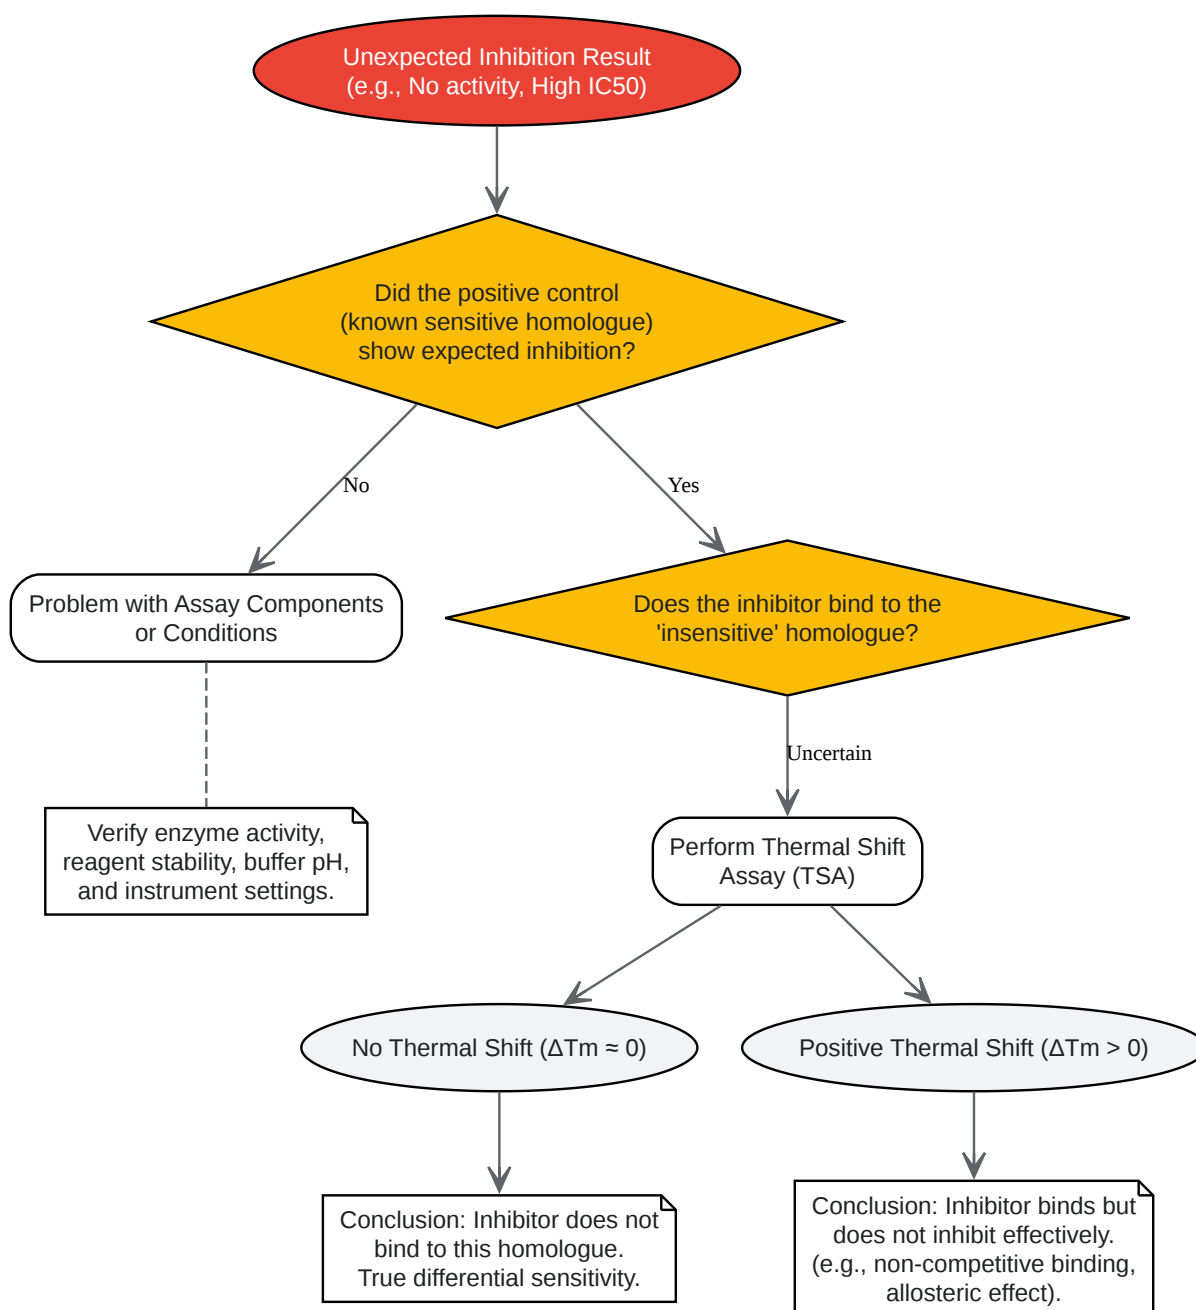 Unexpected Inhibition Result
(e.g., No activity, High IC50)
Did the positive control
(known sensitive homologue)
show expected inhibition?
No
Yes
Problem with Assay Components
or Conditions
Does the inhibitor bind to the
'insensitive' homologue?
Uncertain
Verify enzyme activity,
reagent stability, buffer pH,
and instrument settings.
Perform Thermal Shift
Assay (TSA)
No Thermal Shift (ΔTm ≈ 0)
Positive Thermal Shift (ΔTm > 0)
Conclusion: Inhibitor does not
bind to this homologue.
True differential sensitivity.
Conclusion: Inhibitor binds but
does not inhibit effectively.
(e.g., non-competitive binding,
allosteric effect).